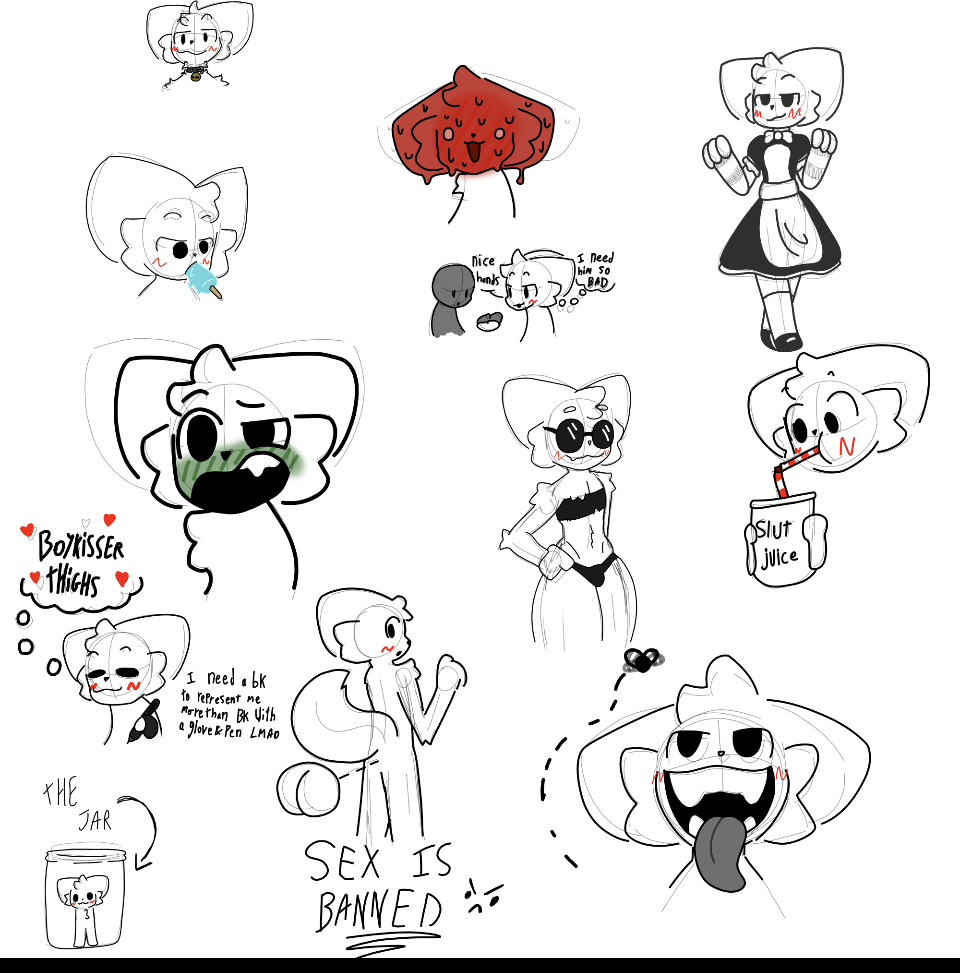 nice
hands
I need
him so
BAD
Slut
juice
BOYKISSER
tHIGHS
I need a bk
to represent me
more than BK With
a glove & Pen LMAO
tHE
JAR
SEX IS
BANNED